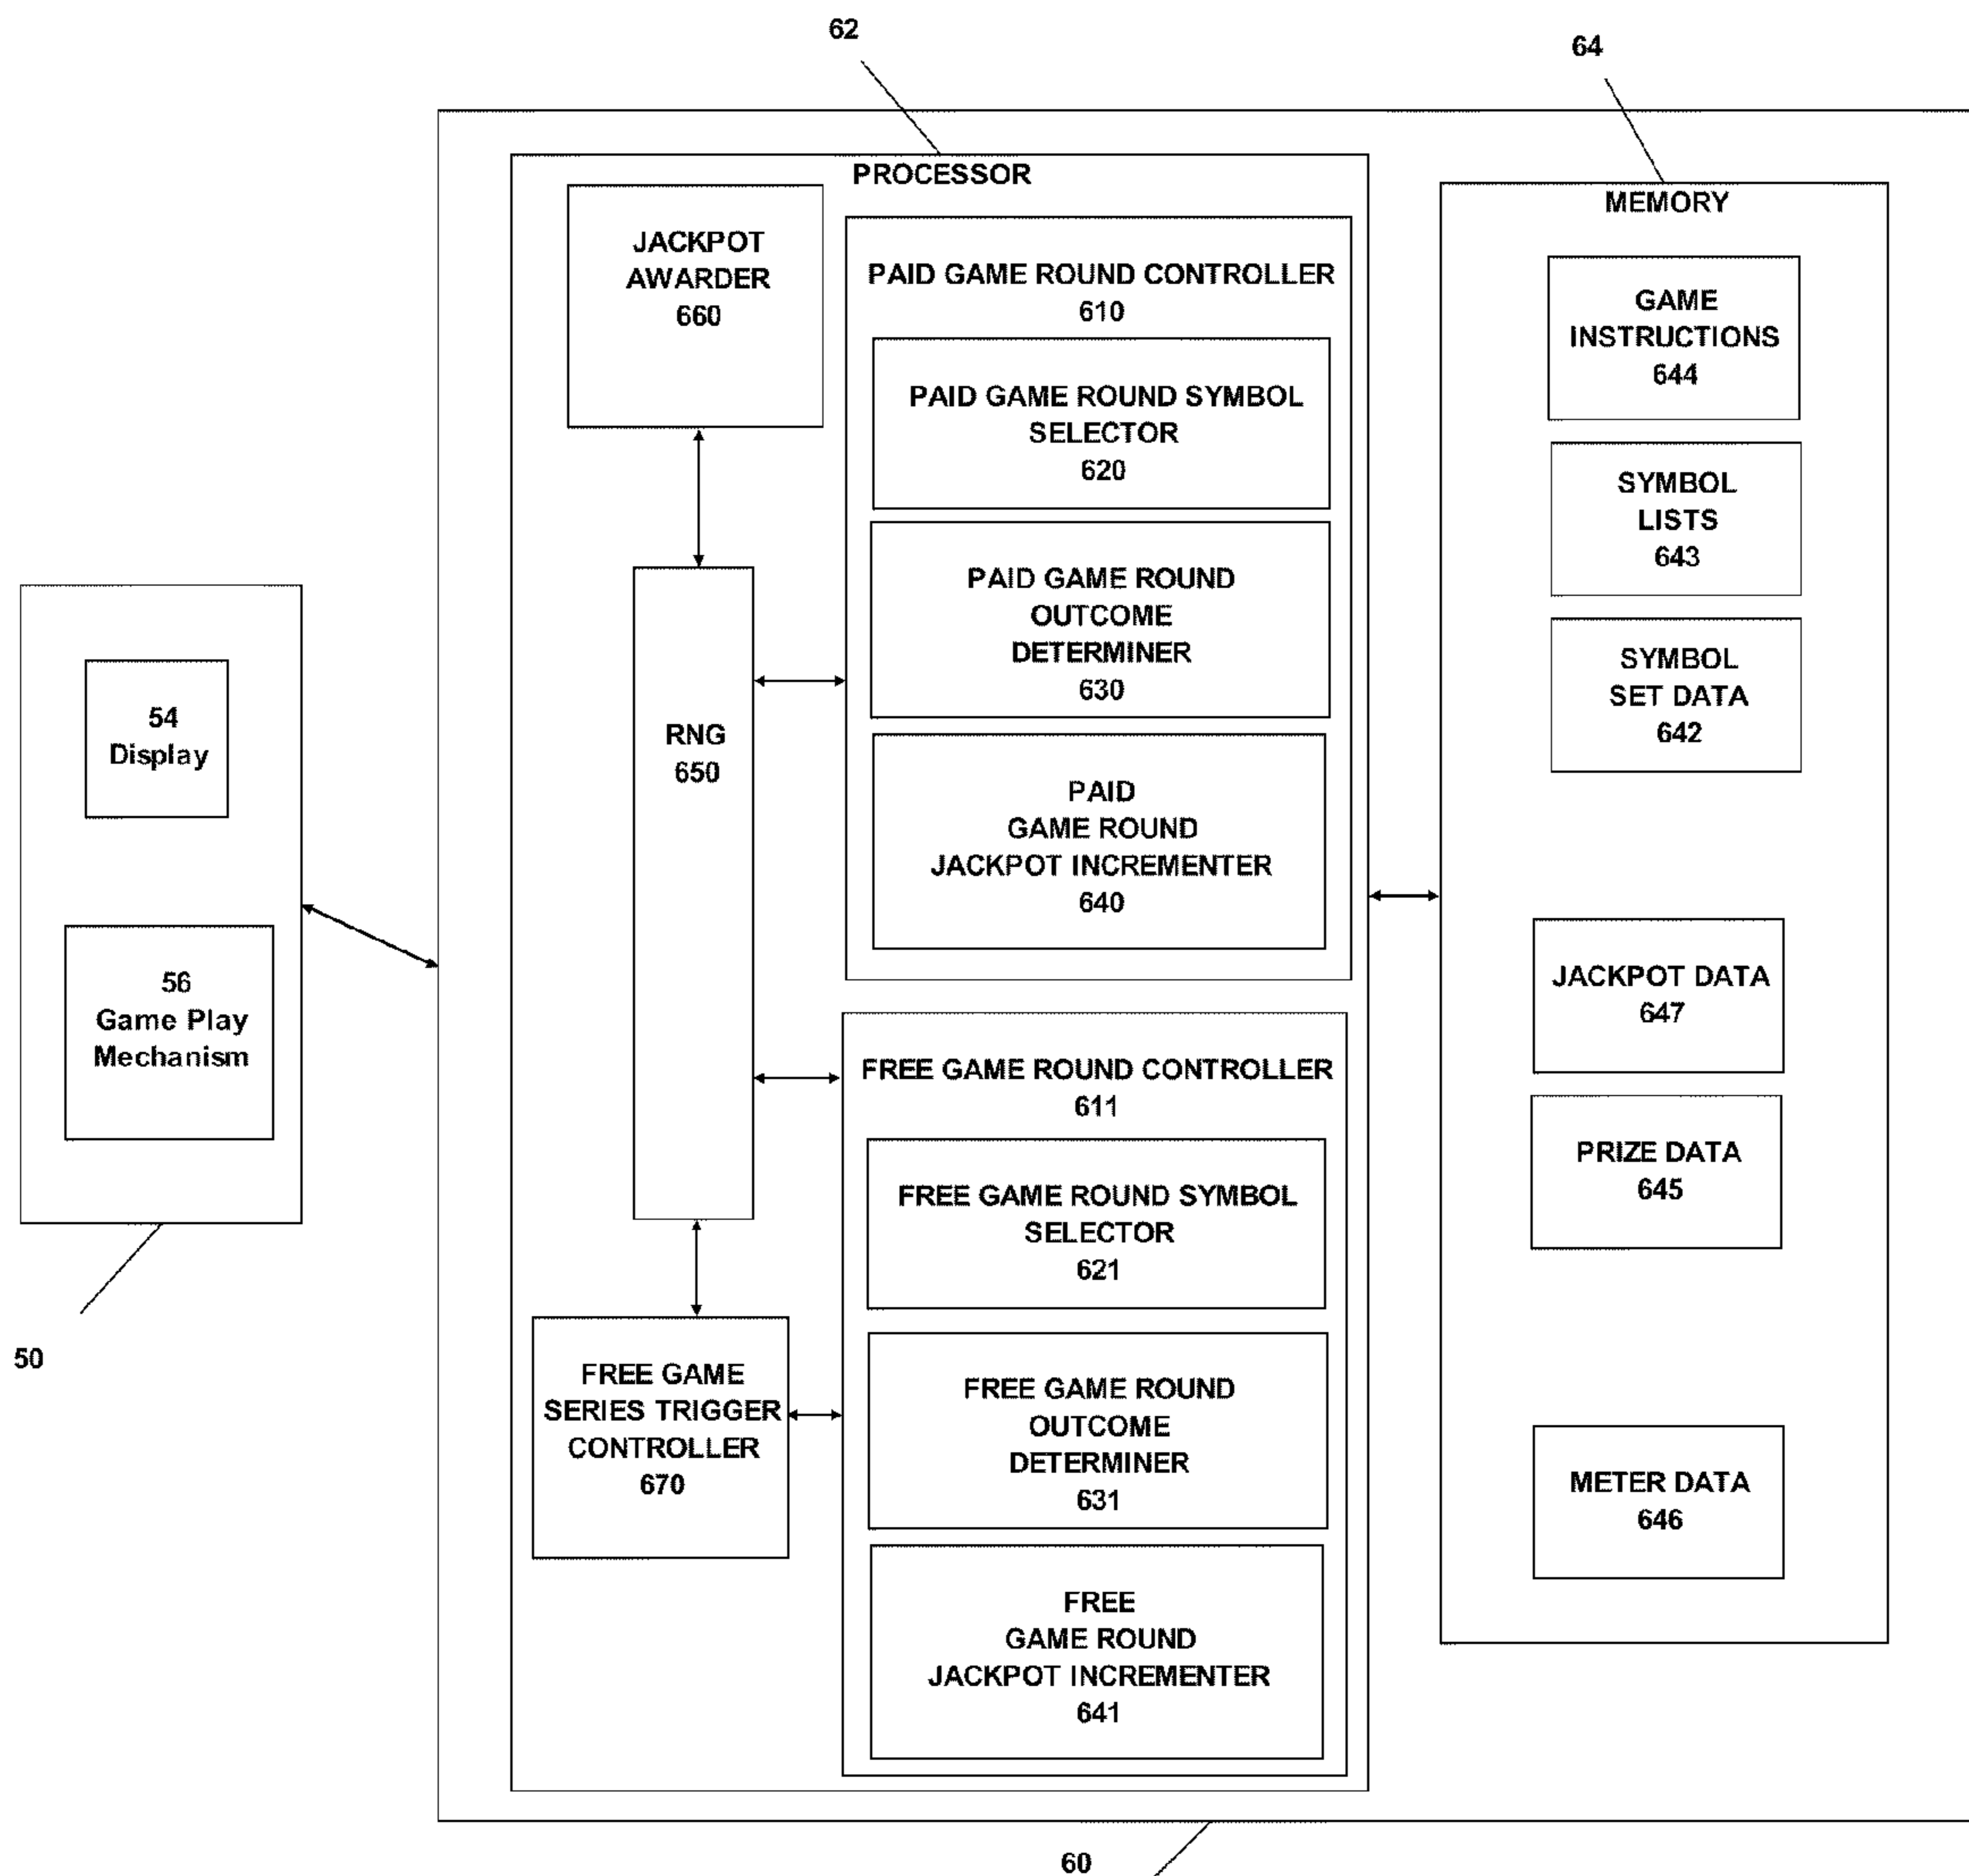 62
64
PROCESSOR
MEMORY
JACKPOT
AWARDER
660
PAID GAME ROUND CONTROLLER
610
PAID GAME ROUND SYMBOL
SELECTOR
620
PAID GAME ROUND
OUTCOME
DETERMINER
630
PAID
GAME ROUND
JACKPOT INCREMENTER
640
RNG
650
FREE GAME ROUND CONTROLLER
611
FREE GAME ROUND SYMBOL
SELECTOR
621
FREE GAME ROUND
OUTCOME
DETERMINER
631
FREE
GAME ROUND
JACKPOT INCREMENTER
641
FREE GAME
SERIES TRIGGER
CONTROLLER
670
GAME
INSTRUCTIONS
644
SYMBOL
LISTS
643
SYMBOL
SET DATA
642
JACKPOT DATA
647
PRIZE DATA
645
METER DATA
646
54
Display
56
Game Play
Mechanism
50
60